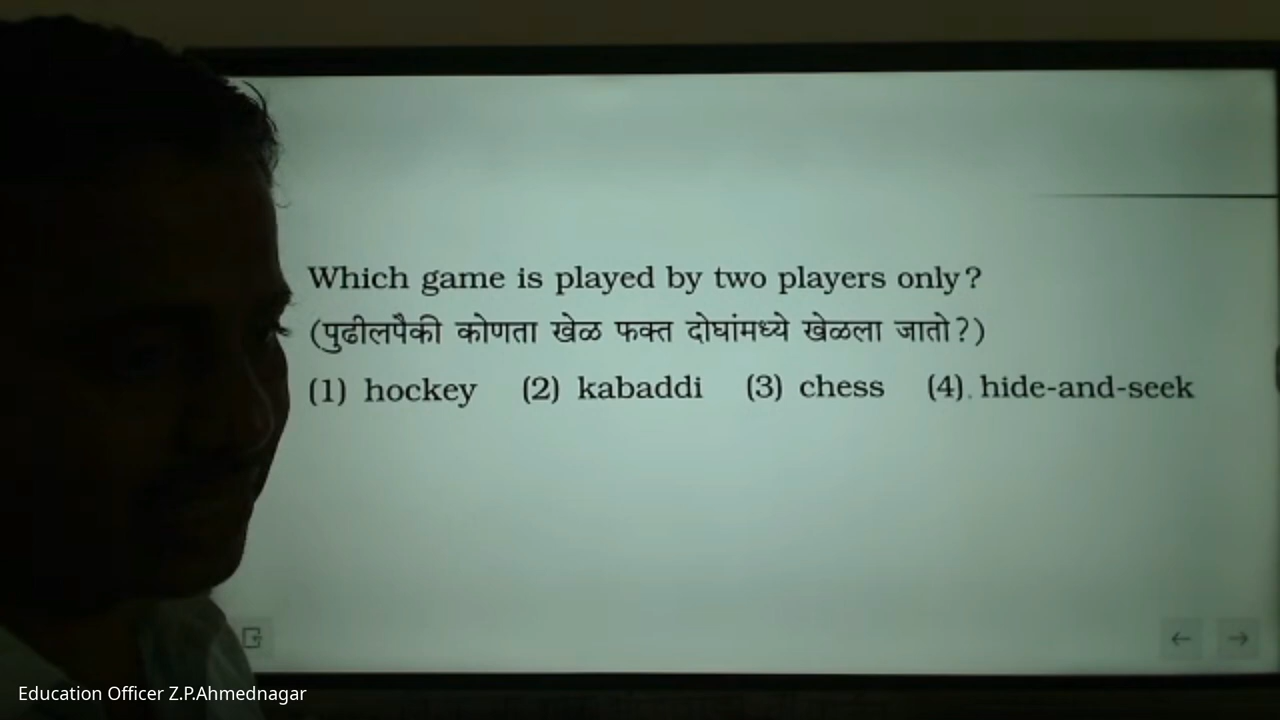 Which game is played by two players only?
(पुढीलपैकी कोणता खेळ फक्त दोघांमध्ये खेळला जातो?)
(1) hockey (2) kabaddi (3) chess (4). hide-and-seek
Education Officer Z.P.Ahmednagar